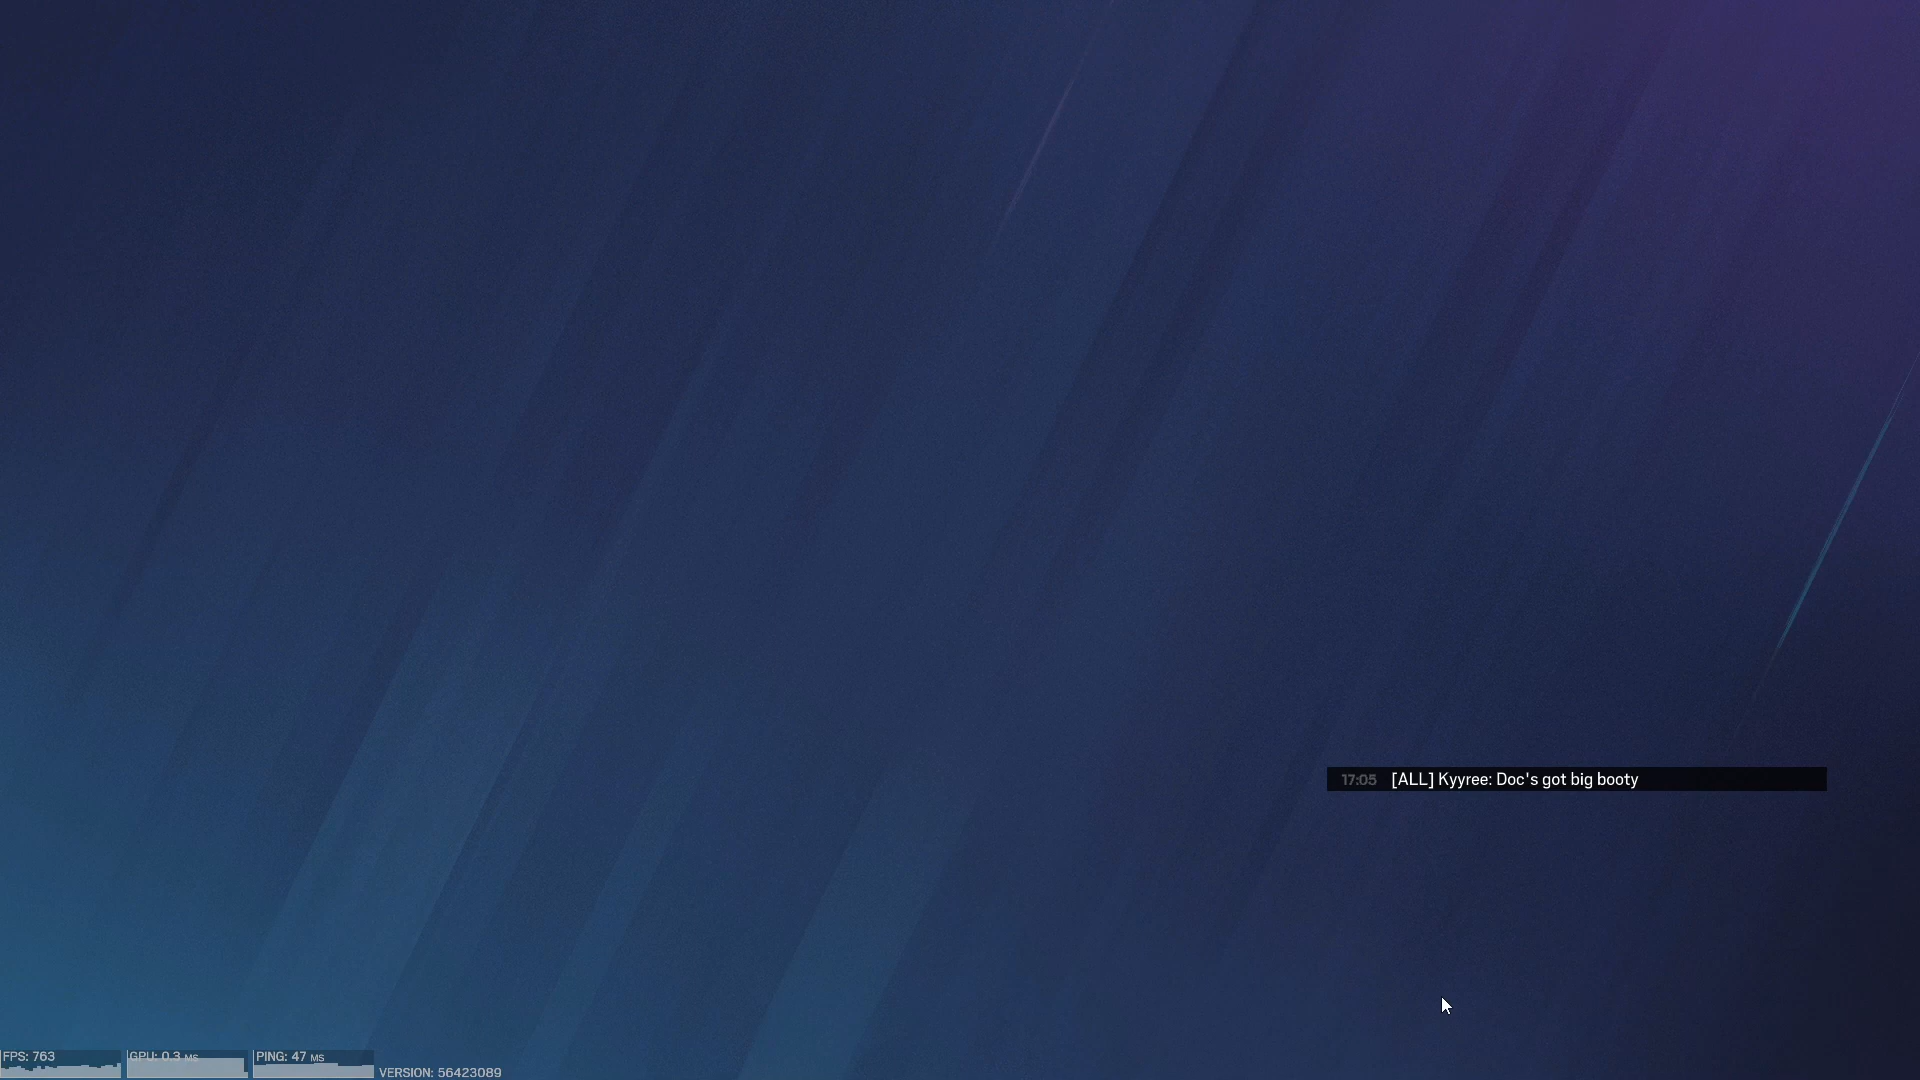 17:05 [ALL] Kyyree: Doc's got big booty
FPS: 763 GPU: 0.3 MS PING: 47 MS VERSION: 56423089